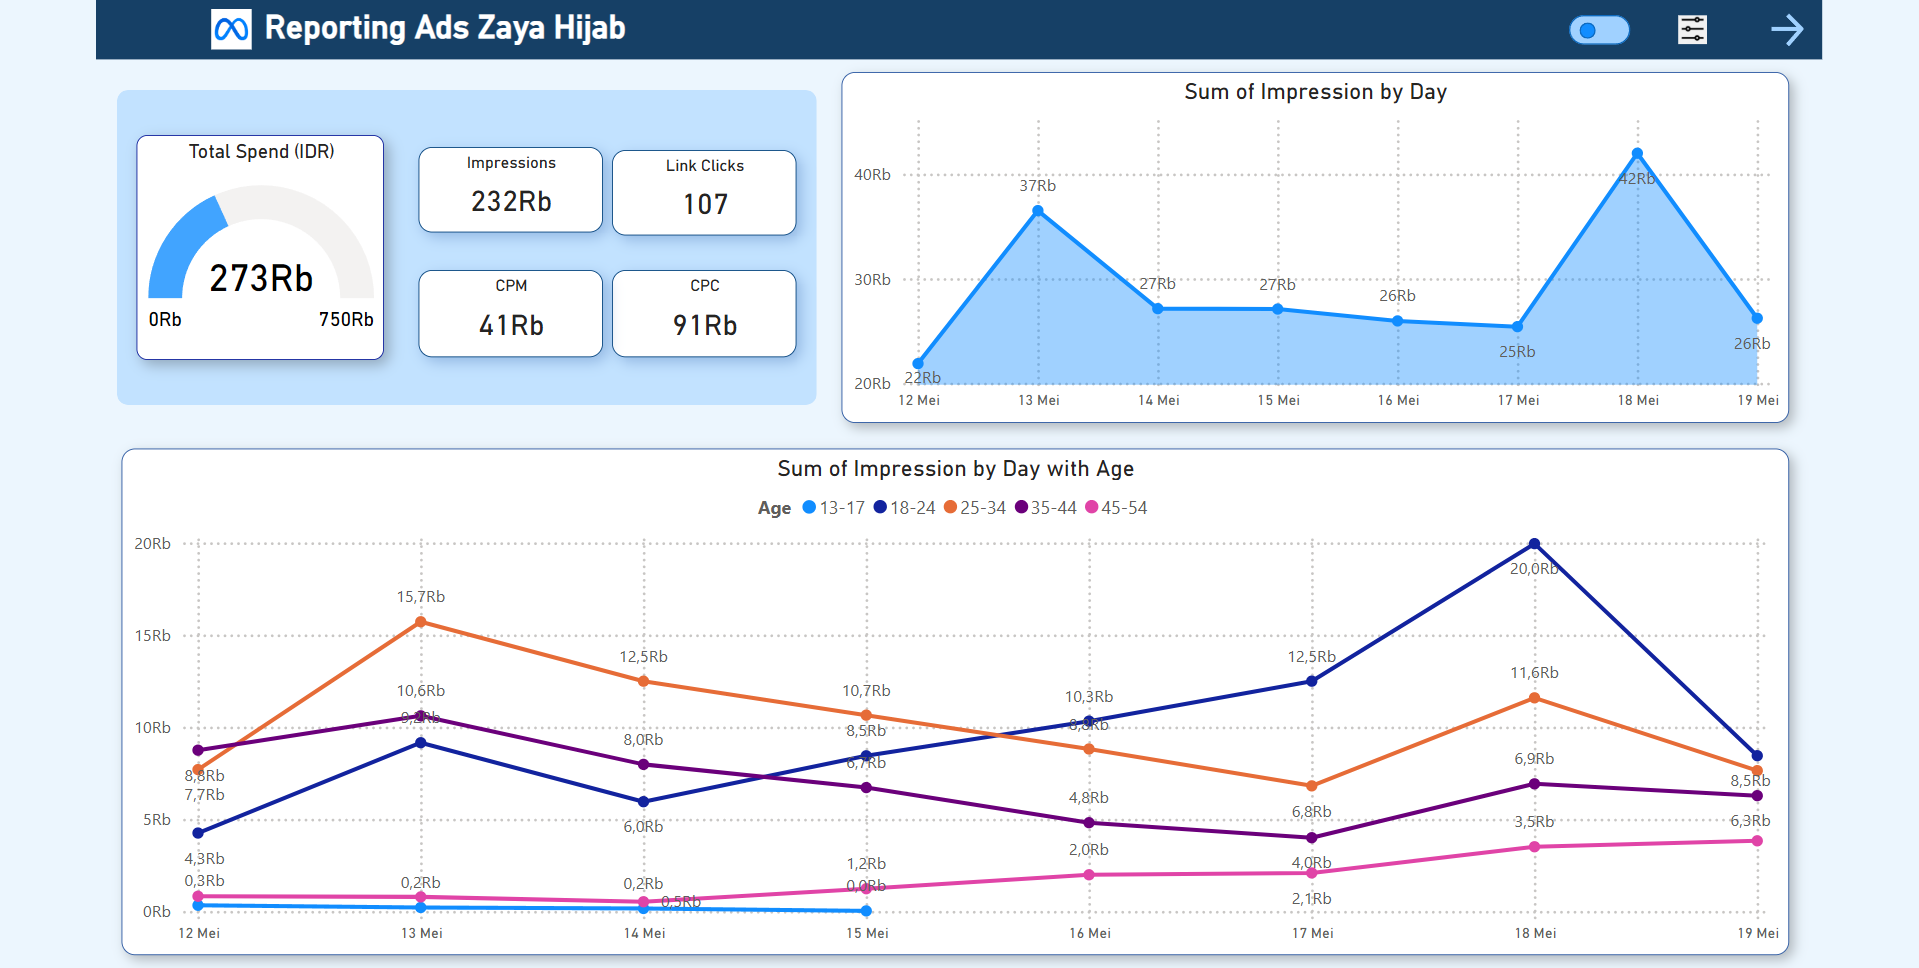 Reporting Ads Zaya Hijab
Total Spend (IDR)
273Rb
0Rb 750Rb
Impressions
232Rb
Link Clicks
107
CPM
41Rb
CPC
91Rb
Sum of Impression by Day
40Rb
30Rb
20Rb
22Rb
37Rb
27Rb
27Rb
26Rb
25Rb
42Rb
26Rb
12 Mei 13 Mei 14 Mei 15 Mei 16 Mei 17 Mei 18 Mei 19 Mei
Sum of Impression by Day with Age
Age 13-17 18-24 25-34 35-44 45-54
20Rb
15Rb
10Rb
5Rb
0Rb
8,8Rb
7,7Rb
4,3Rb
0,3Rb
15,7Rb
10,6Rb
9,2Rb
0,2Rb
12,5Rb
8,0Rb
6,0Rb
0,2Rb
0,5Rb
10,7Rb
8,5Rb
6,7Rb
1,2Rb
0,0Rb
10,3Rb
8,8Rb
4,8Rb
2,0Rb
12,5Rb
6,8Rb
4,0Rb
2,1Rb
20,0Rb
11,6Rb
6,9Rb
3,5Rb
8,5Rb
6,3Rb
12 Mei 13 Mei 14 Mei 15 Mei 16 Mei 17 Mei 18 Mei 19 Mei